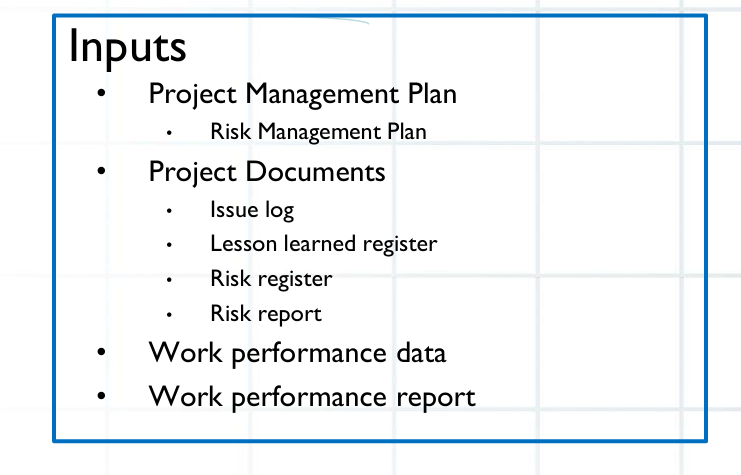 Inputs
• Project Management Plan
• Risk Management Plan
• Project Documents
• Issue log
• Lesson learned register
• Risk register
• Risk report
• Work performance data
• Work performance report